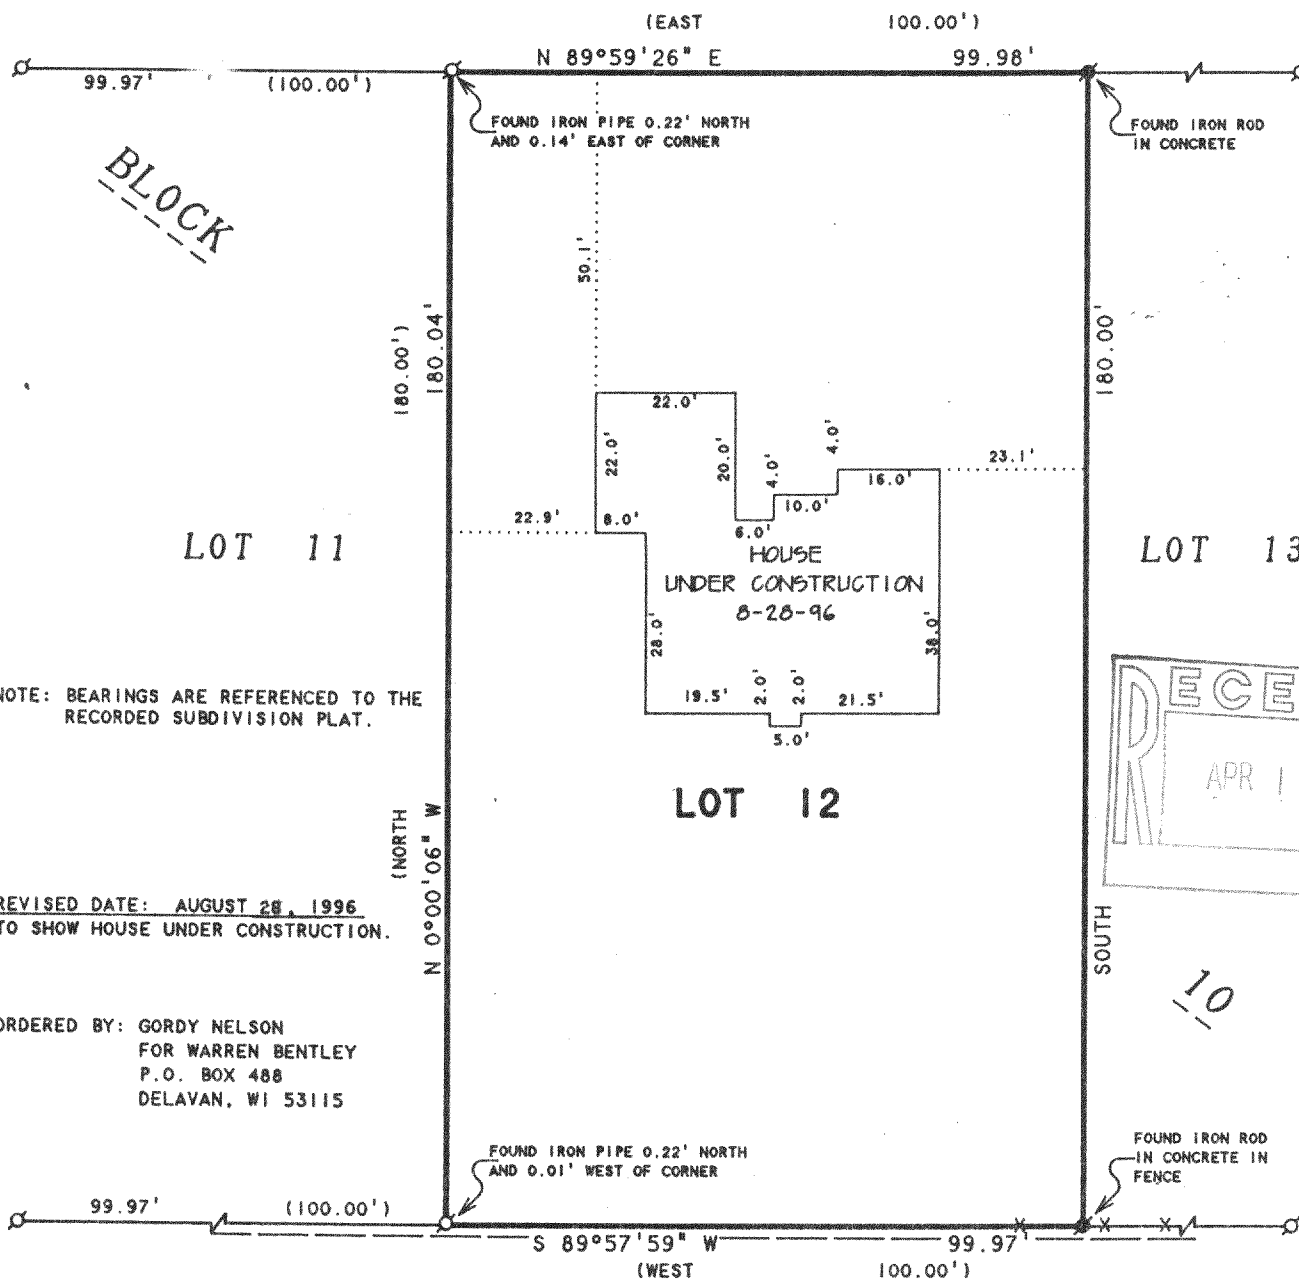 (EAST 100.00')
N 89°59'26" E 99.98'
99.97' (100.00')
FOUND IRON PIPE 0.22' NORTH
AND 0.14' EAST OF CORNER
FOUND IRON ROD
IN CONCRETE
BLOCK
50.1'
(180.00')
180.04'
180.00'
22.0'
22.0'
20.0'
4.0'
4.0'
16.0'
23.1'
10.0'
22.9'
8.0'
6.0'
LOT 11
HOUSE
UNDER CONSTRUCTION
8-28-96
LOT 13
28.0'
38.0'
19.5'
2.0'
2.0'
21.5'
5.0'
NOTE: BEARINGS ARE REFERENCED TO THE
RECORDED SUBDIVISION PLAT.
RECE
APR 1
LOT 12
(NORTH
N 0°00'06" W
SOUTH
REVISED DATE: AUGUST 28, 1996
TO SHOW HOUSE UNDER CONSTRUCTION.
10
ORDERED BY: GORDY NELSON
FOR WARREN BENTLEY
P.O. BOX 488
DELAVAN, WI 53115
FOUND IRON PIPE 0.22' NORTH
AND 0.01' WEST OF CORNER
FOUND IRON ROD
IN CONCRETE IN
FENCE
99.97' (100.00')
S 89°57'59" W 99.97'
(WEST 100.00')